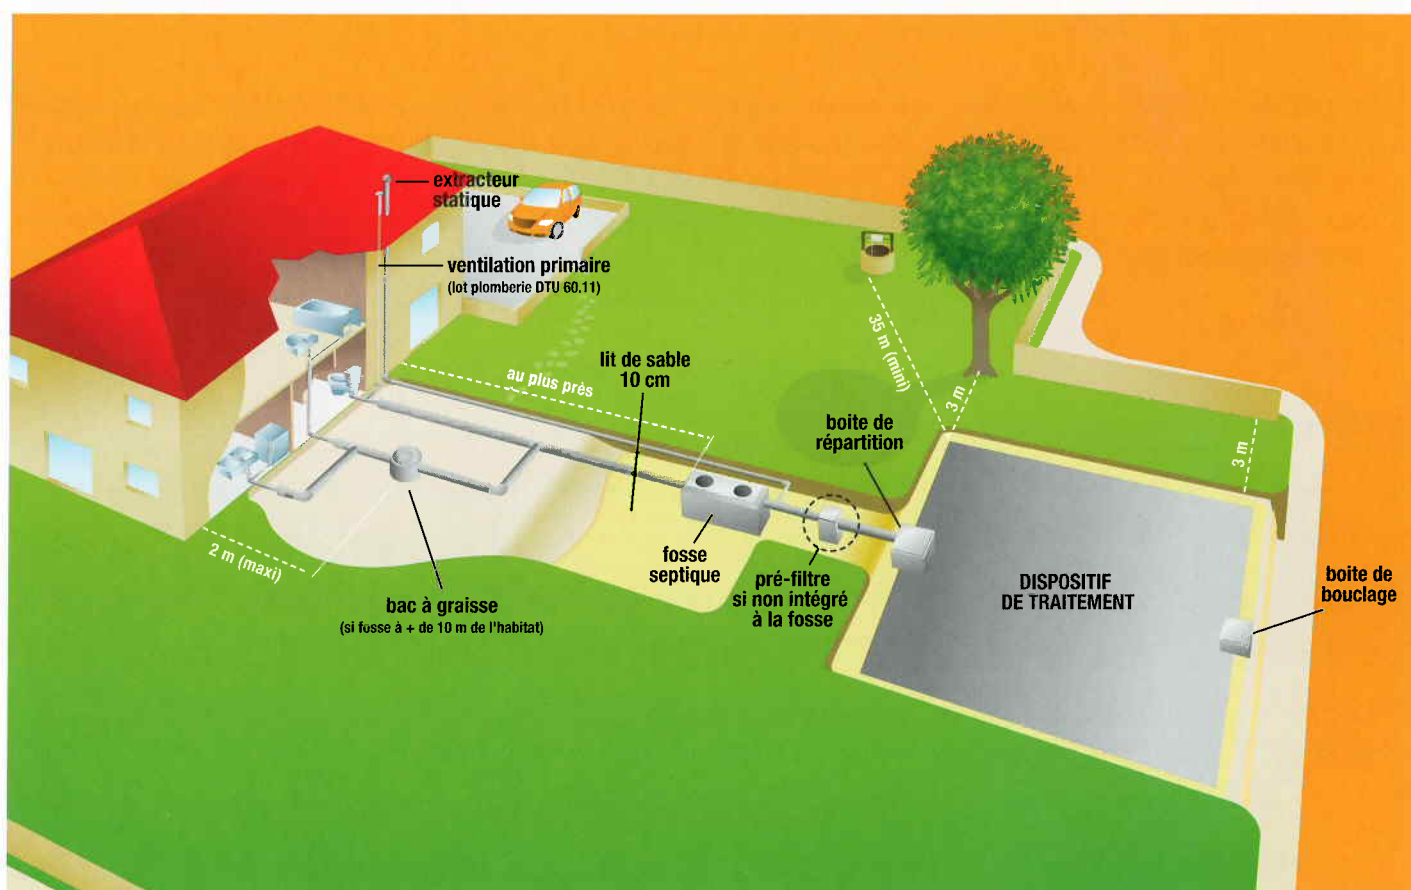 extracteur
statique
ventilation primaire
(lot plomberie DTU 60.11)
lit de sable
10 cm
au plus près
35 m (mini)
3 m
boite de
répartition
3 m
2 m (maxi)
bac à graisse
(si fosse à + de 10 m de l'habitat)
fosse
septique
pré-filtre
si non intégré
à la fosse
DISPOSITIF
DE TRAITEMENT
boite de
bouclage